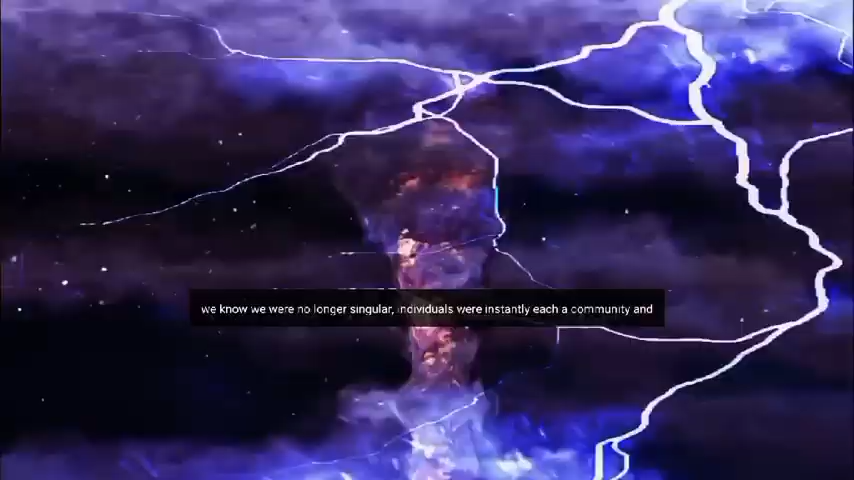 we know we were no longer singular, individuals were instantly each a community and